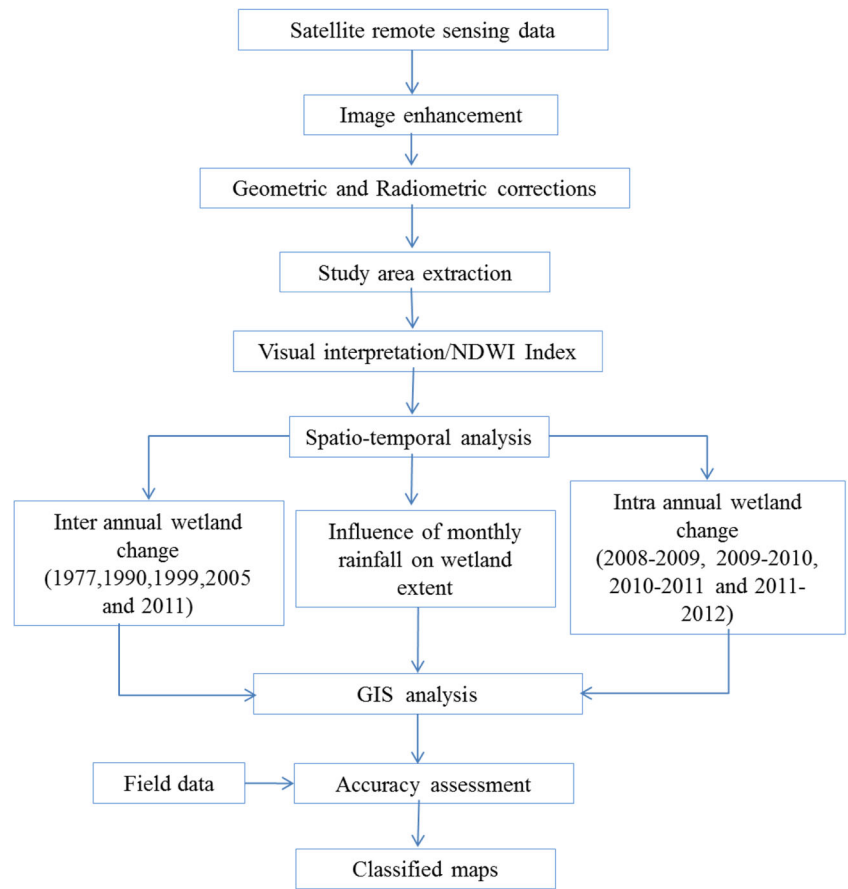 Satellite remote sensing data
Image enhancement
Geometric and Radiometric corrections
Study area extraction
Visual interpretation/NDWI Index
Spatio-temporal analysis
Inter annual wetland
change
(1977,1990,1999,2005
and 2011)
Influence of monthly
rainfall on wetland
extent
Intra annual wetland
change
(2008-2009, 2009-2010,
2010-2011 and 2011-
2012)
GIS analysis
Field data
Accuracy assessment
Classified maps